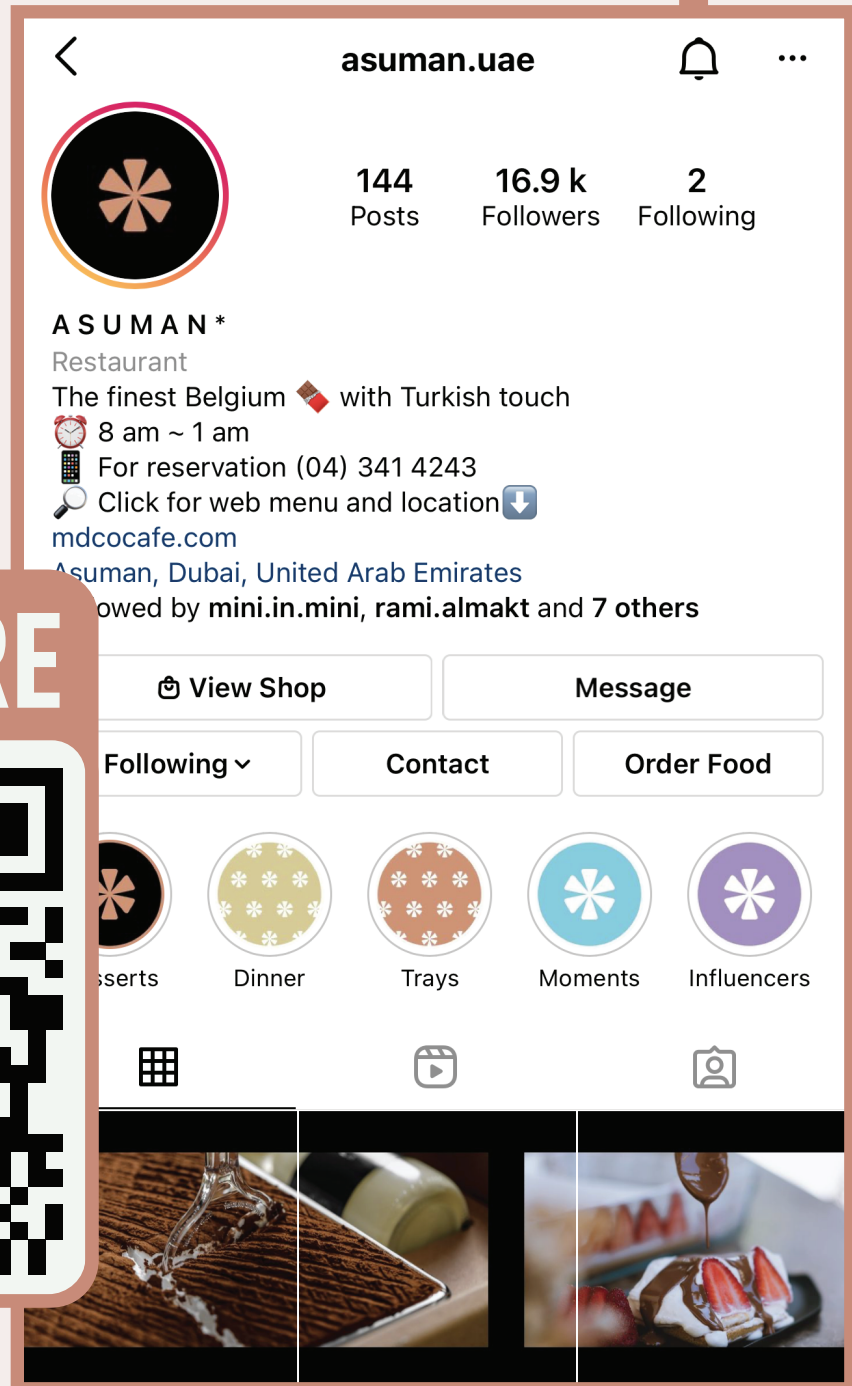 asuman.uae
144 16.9 k 2
Posts Followers Following
A S U M A N *
Restaurant
The finest Belgium 🍫 with Turkish touch
⏰ 8 am ~ 1 am
📱 For reservation (04) 341 4243
🔎 Click for web menu and location⬇️
mdcocafe.com
Asuman, Dubai, United Arab Emirates
owed by mini.in.mini, rami.almakt and 7 others
RE
View Shop Message
Following Contact Order Food
sserts Dinner Trays Moments Influencers